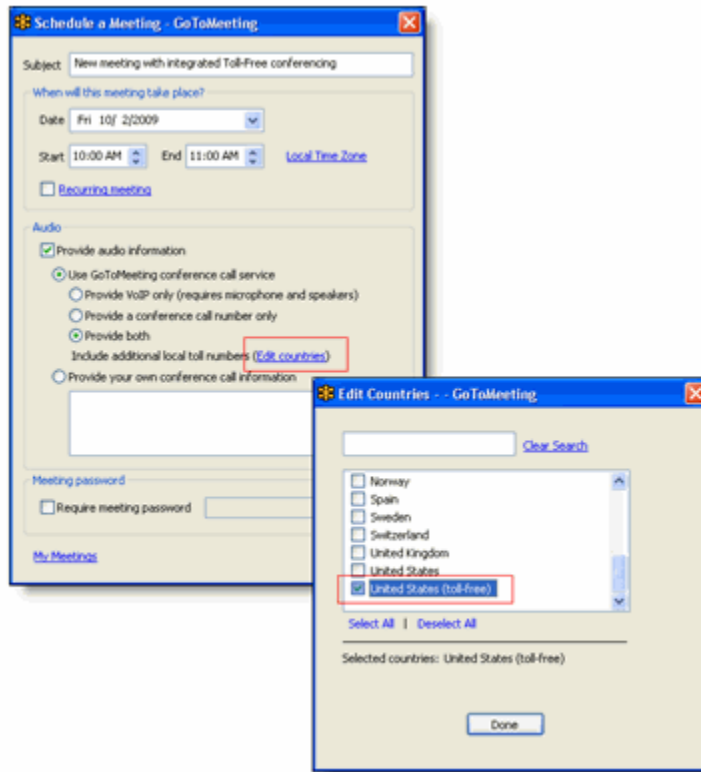 Schedule a Meeting - GoToMeeting
Subject New meeting with integrated Toll-Free conferencing
When will this meeting take place?
Date Fri 10/ 2/2009
Start 10:00 AM End 11:00 AM Local Time Zone
Recurring meeting
Audio
Provide audio information
Use GoToMeeting conference call service
Provide VoIP only (requires microphone and speakers)
Provide a conference call number only
Provide both
Include additional local toll numbers (Edit countries)
Provide your own conference call information
Meeting password
Require meeting password
My Meetings
Edit Countries - - GoToMeeting
Clear Search
Norway
Spain
Sweden
Switzerland
United Kingdom
United States
United States (toll-free)
Select All | Deselect All
Selected countries: United States (toll-free)
Done